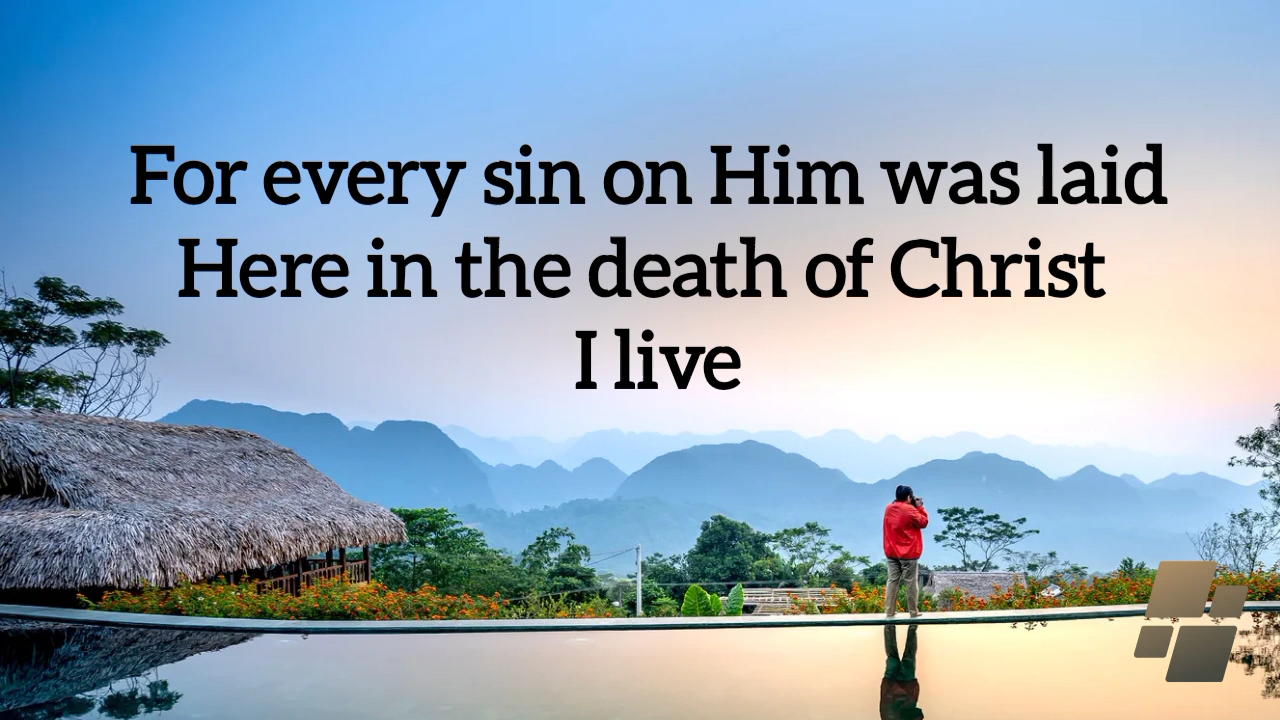 For every sin on Him was laid
Here in the death of Christ
I live